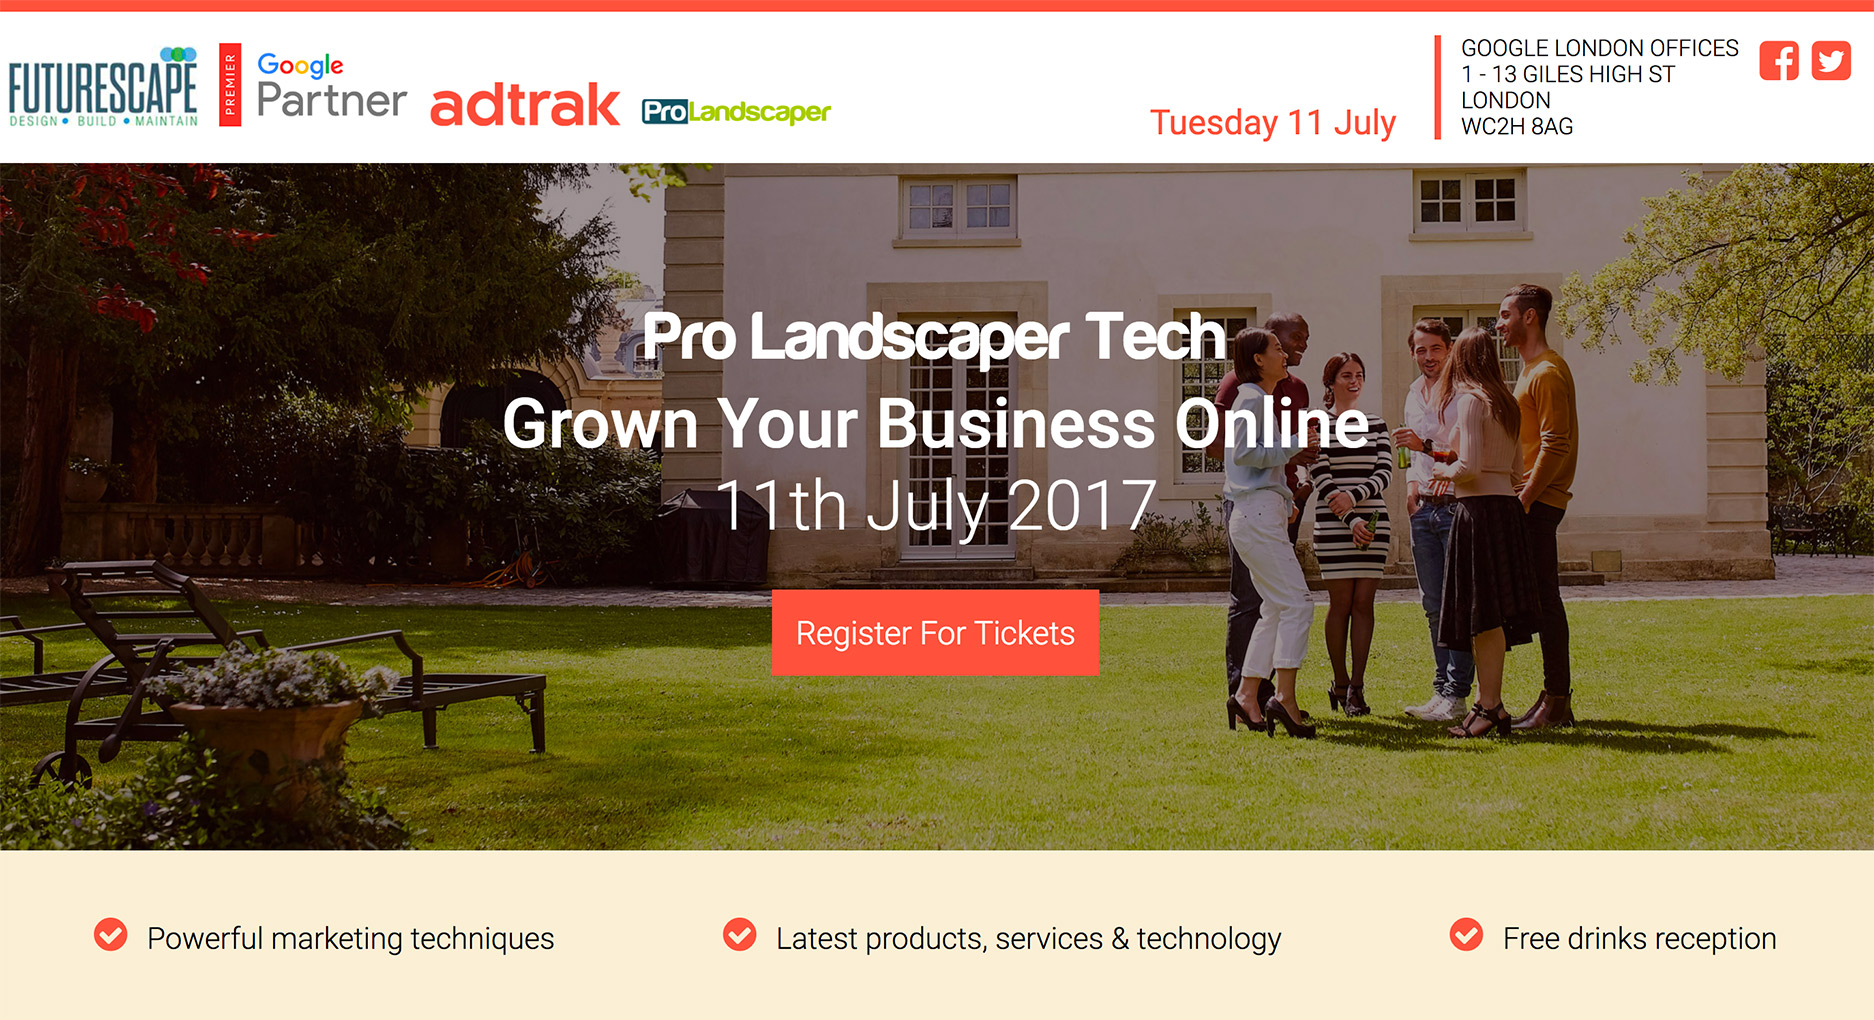 FUTURESCAPE
DESIGN • BUILD • MAINTAIN
PREMIER
Google
Partner
adtrak
ProLandscaper
Tuesday 11 July
GOOGLE LONDON OFFICES
1 - 13 GILES HIGH ST
LONDON
WC2H 8AG
Pro Landscaper Tech
Grown Your Business Online
11th July 2017
Register For Tickets
Powerful marketing techniques
Latest products, services & technology
Free drinks reception